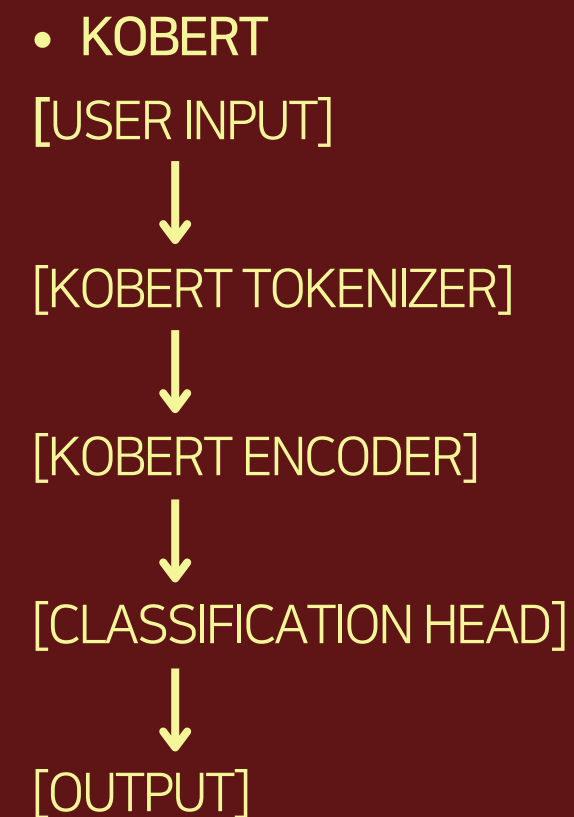 • KOBERT
[USER INPUT]
[KOBERT TOKENIZER]
[KOBERT ENCODER]
[CLASSIFICATION HEAD]
[OUTPUT]